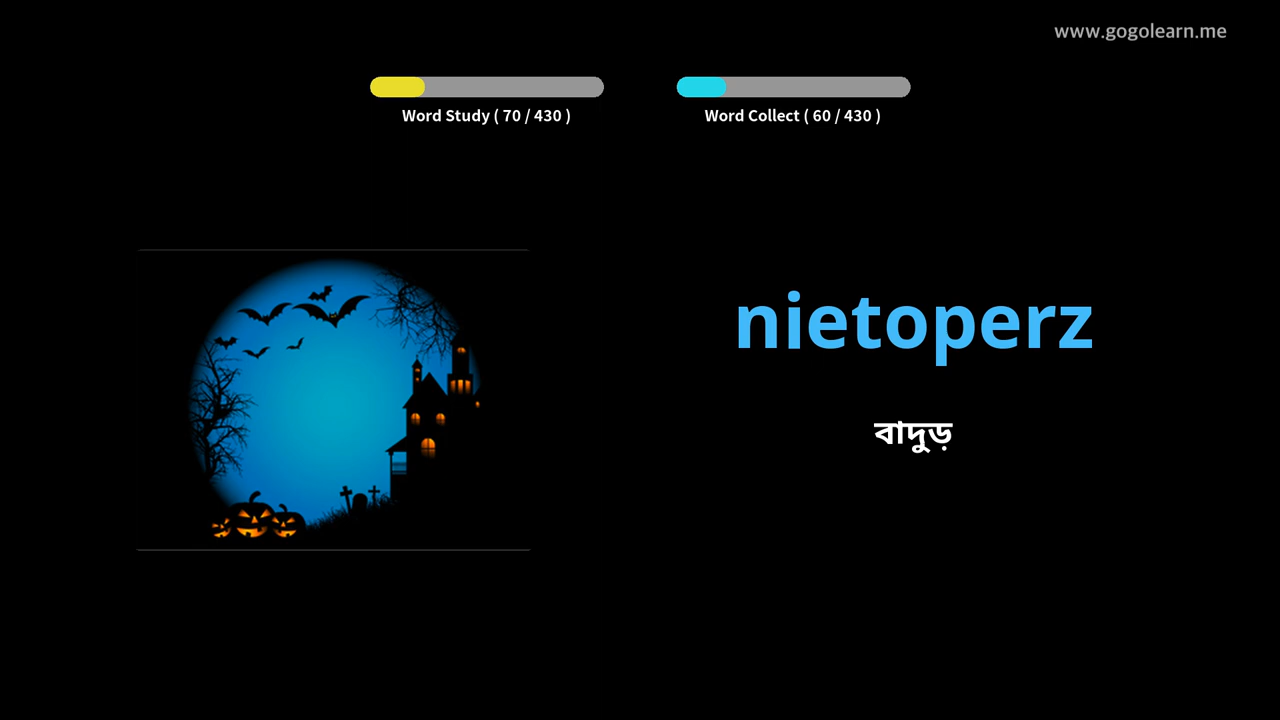 www.gogolearn.me
Word Study ( 70 / 430 )
Word Collect ( 60 / 430 )
nietoperz
বাদুড়